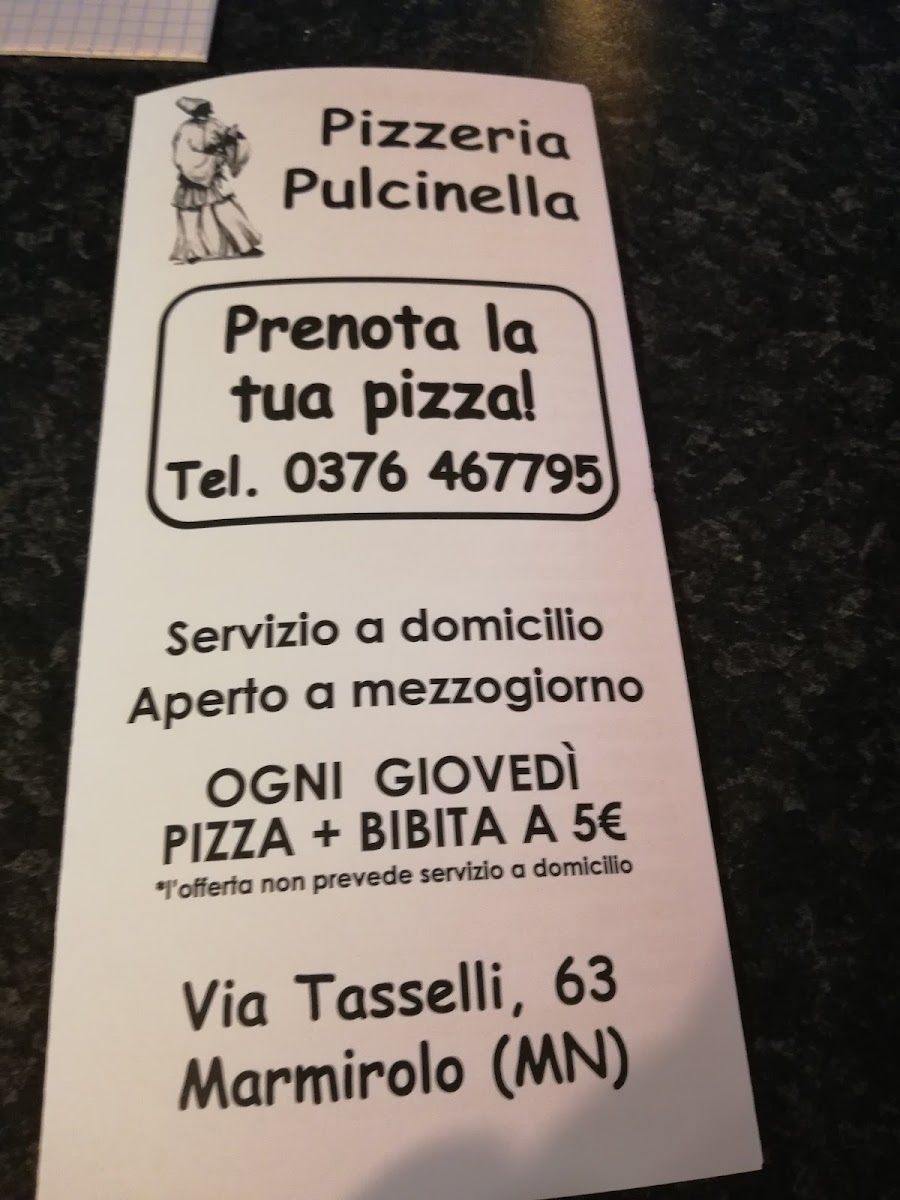 Pizzeria
Pulcinella
Prenota la
tua pizza!
Tel. 0376 467795
Servizio a domicilio
Aperto a mezzogiorno
OGNI GIOVEDÌ
PIZZA + BIBITA A 5€
*l'offerta non prevede servizio a domicilio
Via Tasselli, 63
Marmirolo (MN)